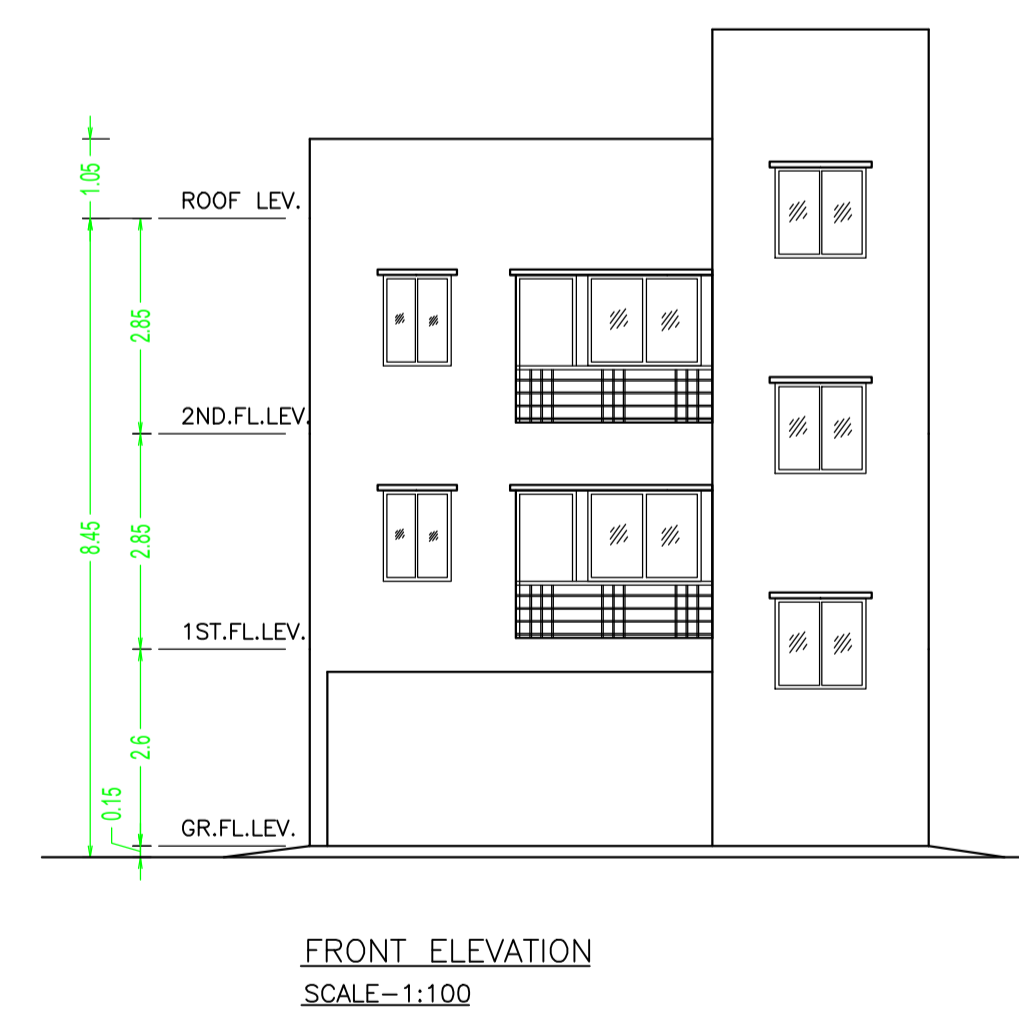 1.05
ROOF LEV.
2.85
2ND.FL.LEV.
8.45
2.85
1ST.FL.LEV.
2.6
0.15
GR.FL.LEV.
FRONT ELEVATION
SCALE-1:100